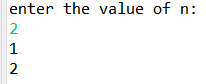 enter the value of n:
2
1
2